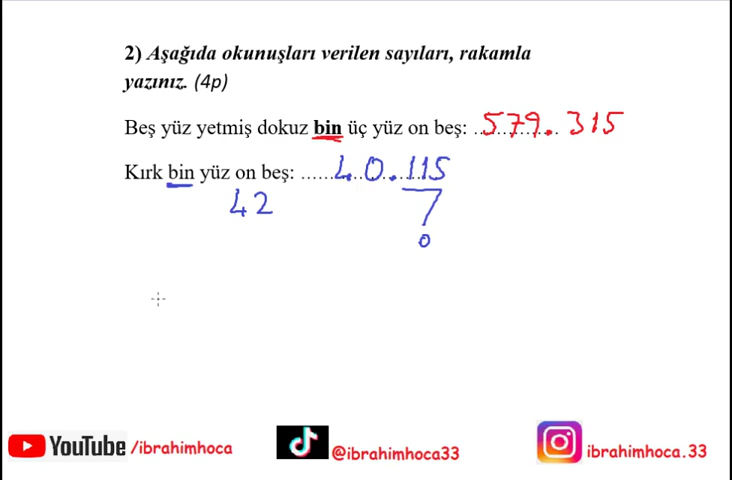 2) Aşağıda okunuşları verilen sayıları, rakamla
yazınız. (4p)
Beş yüz yetmiş dokuz bin üç yüz on beş: ............. 579.315
Kırk bin yüz on beş: ...................... 40.115
42 7
0
YouTube /ibrahimhoca @ibrahimhoca33 ibrahimhoca.33